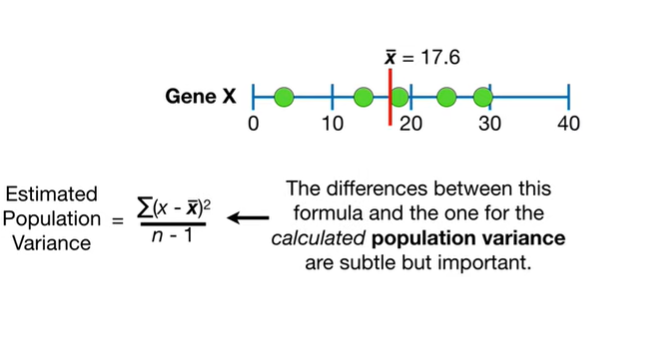 x̄ = 17.6
Gene X
0 10 20 30 40
Estimated
Population
Variance
=
∑(x - x̄)²
n - 1
The differences between this
formula and the one for the
calculated population variance
are subtle but important.